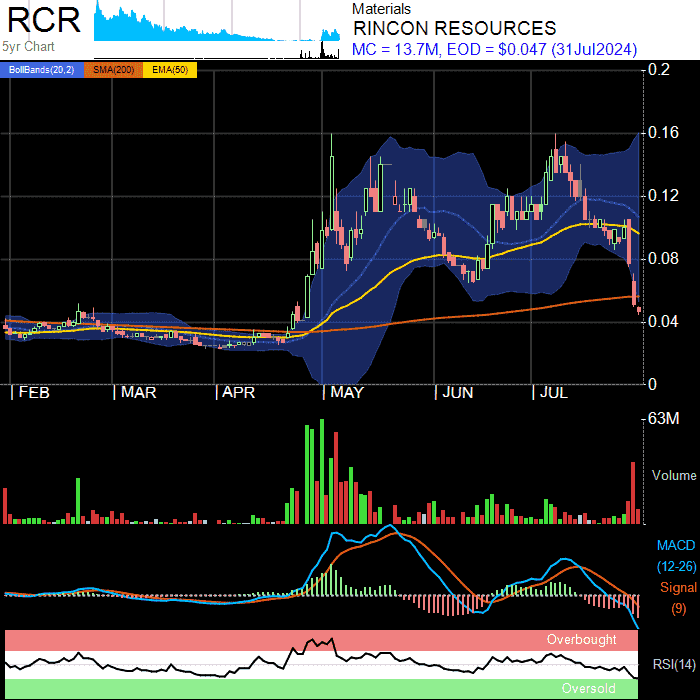 RCR
5yr Chart
Materials
RINCON RESOURCES
MC = 13.7M, EOD = $0.047 (31Jul2024)
BollBands(20,2) SMA(200) EMA(50)
0.2
0.16
0.12
0.08
0.04
0
FEB MAR APR MAY JUN JUL
63M
Volume
MACD
(12-26)
Signal
(9)
Overbought
RSI(14)
Oversold